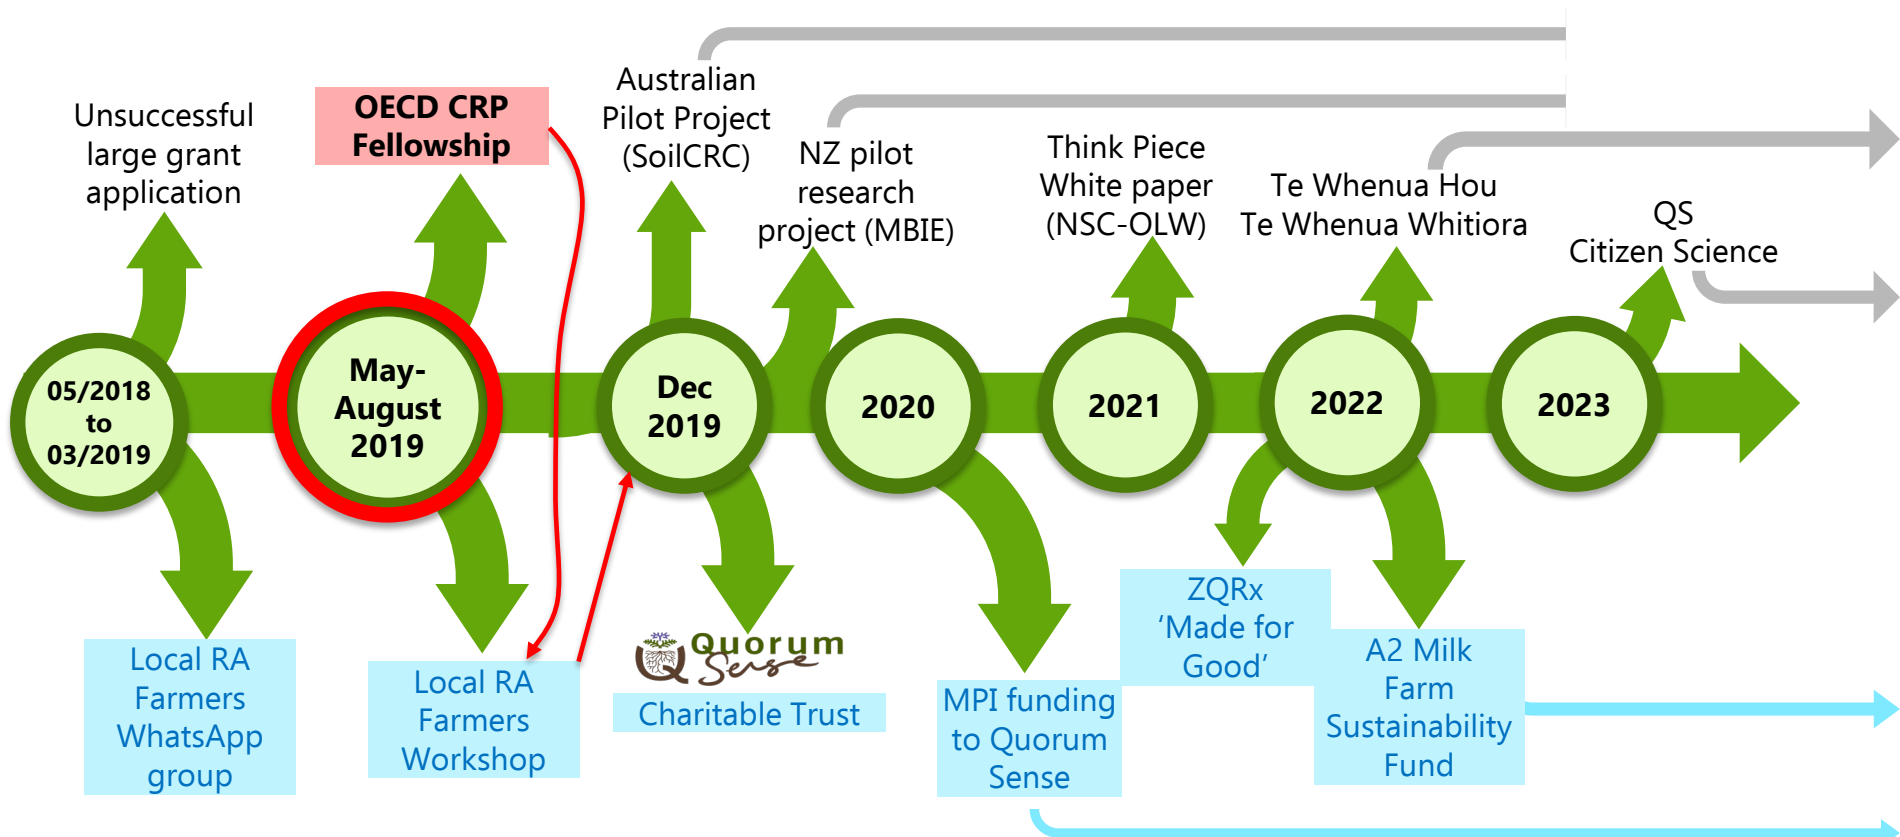 Unsuccessful
large grant
application
OECD CRP
Fellowship
Australian
Pilot Project
(SoilCRC)
NZ pilot
research
project (MBIE)
Think Piece
White paper
(NSC-OLW)
Te Whenua Hou
Te Whenua Whitiora
QS
Citizen Science
05/2018
to
03/2019
May-
August
2019
Dec
2019
2020
2021
2022
2023
Local RA
Farmers
WhatsApp
group
Local RA
Farmers
Workshop
Quorum
Sense
Charitable Trust
MPI funding
to Quorum
Sense
ZQRx
‘Made for
Good’
A2 Milk
Farm
Sustainability
Fund